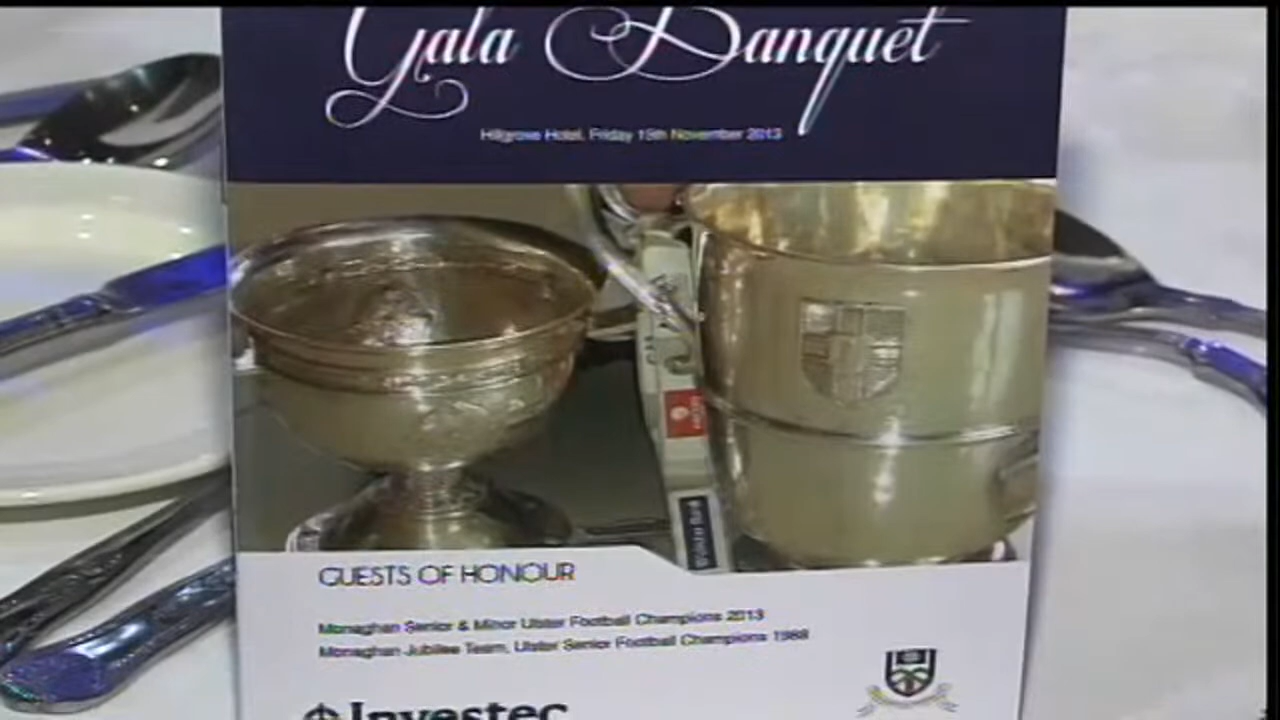 Gala Banquet
Hillgrove Hotel, Friday 15th November 2013
GUESTS OF HONOUR
Monaghan Senior & Minor Ulster Football Champions 2013
Monaghan Jubilee Team, Ulster Senior Football Champions 1988
Investec